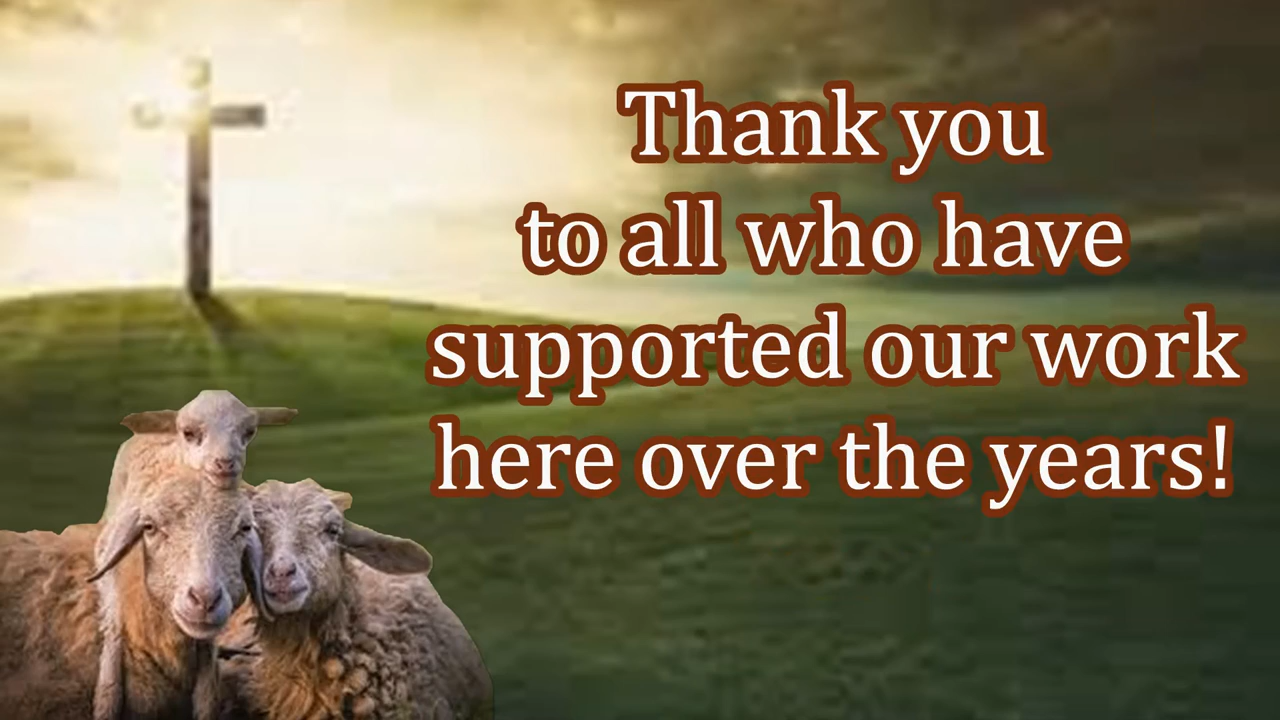 Thank you
to all who have
supported our work
here over the years!